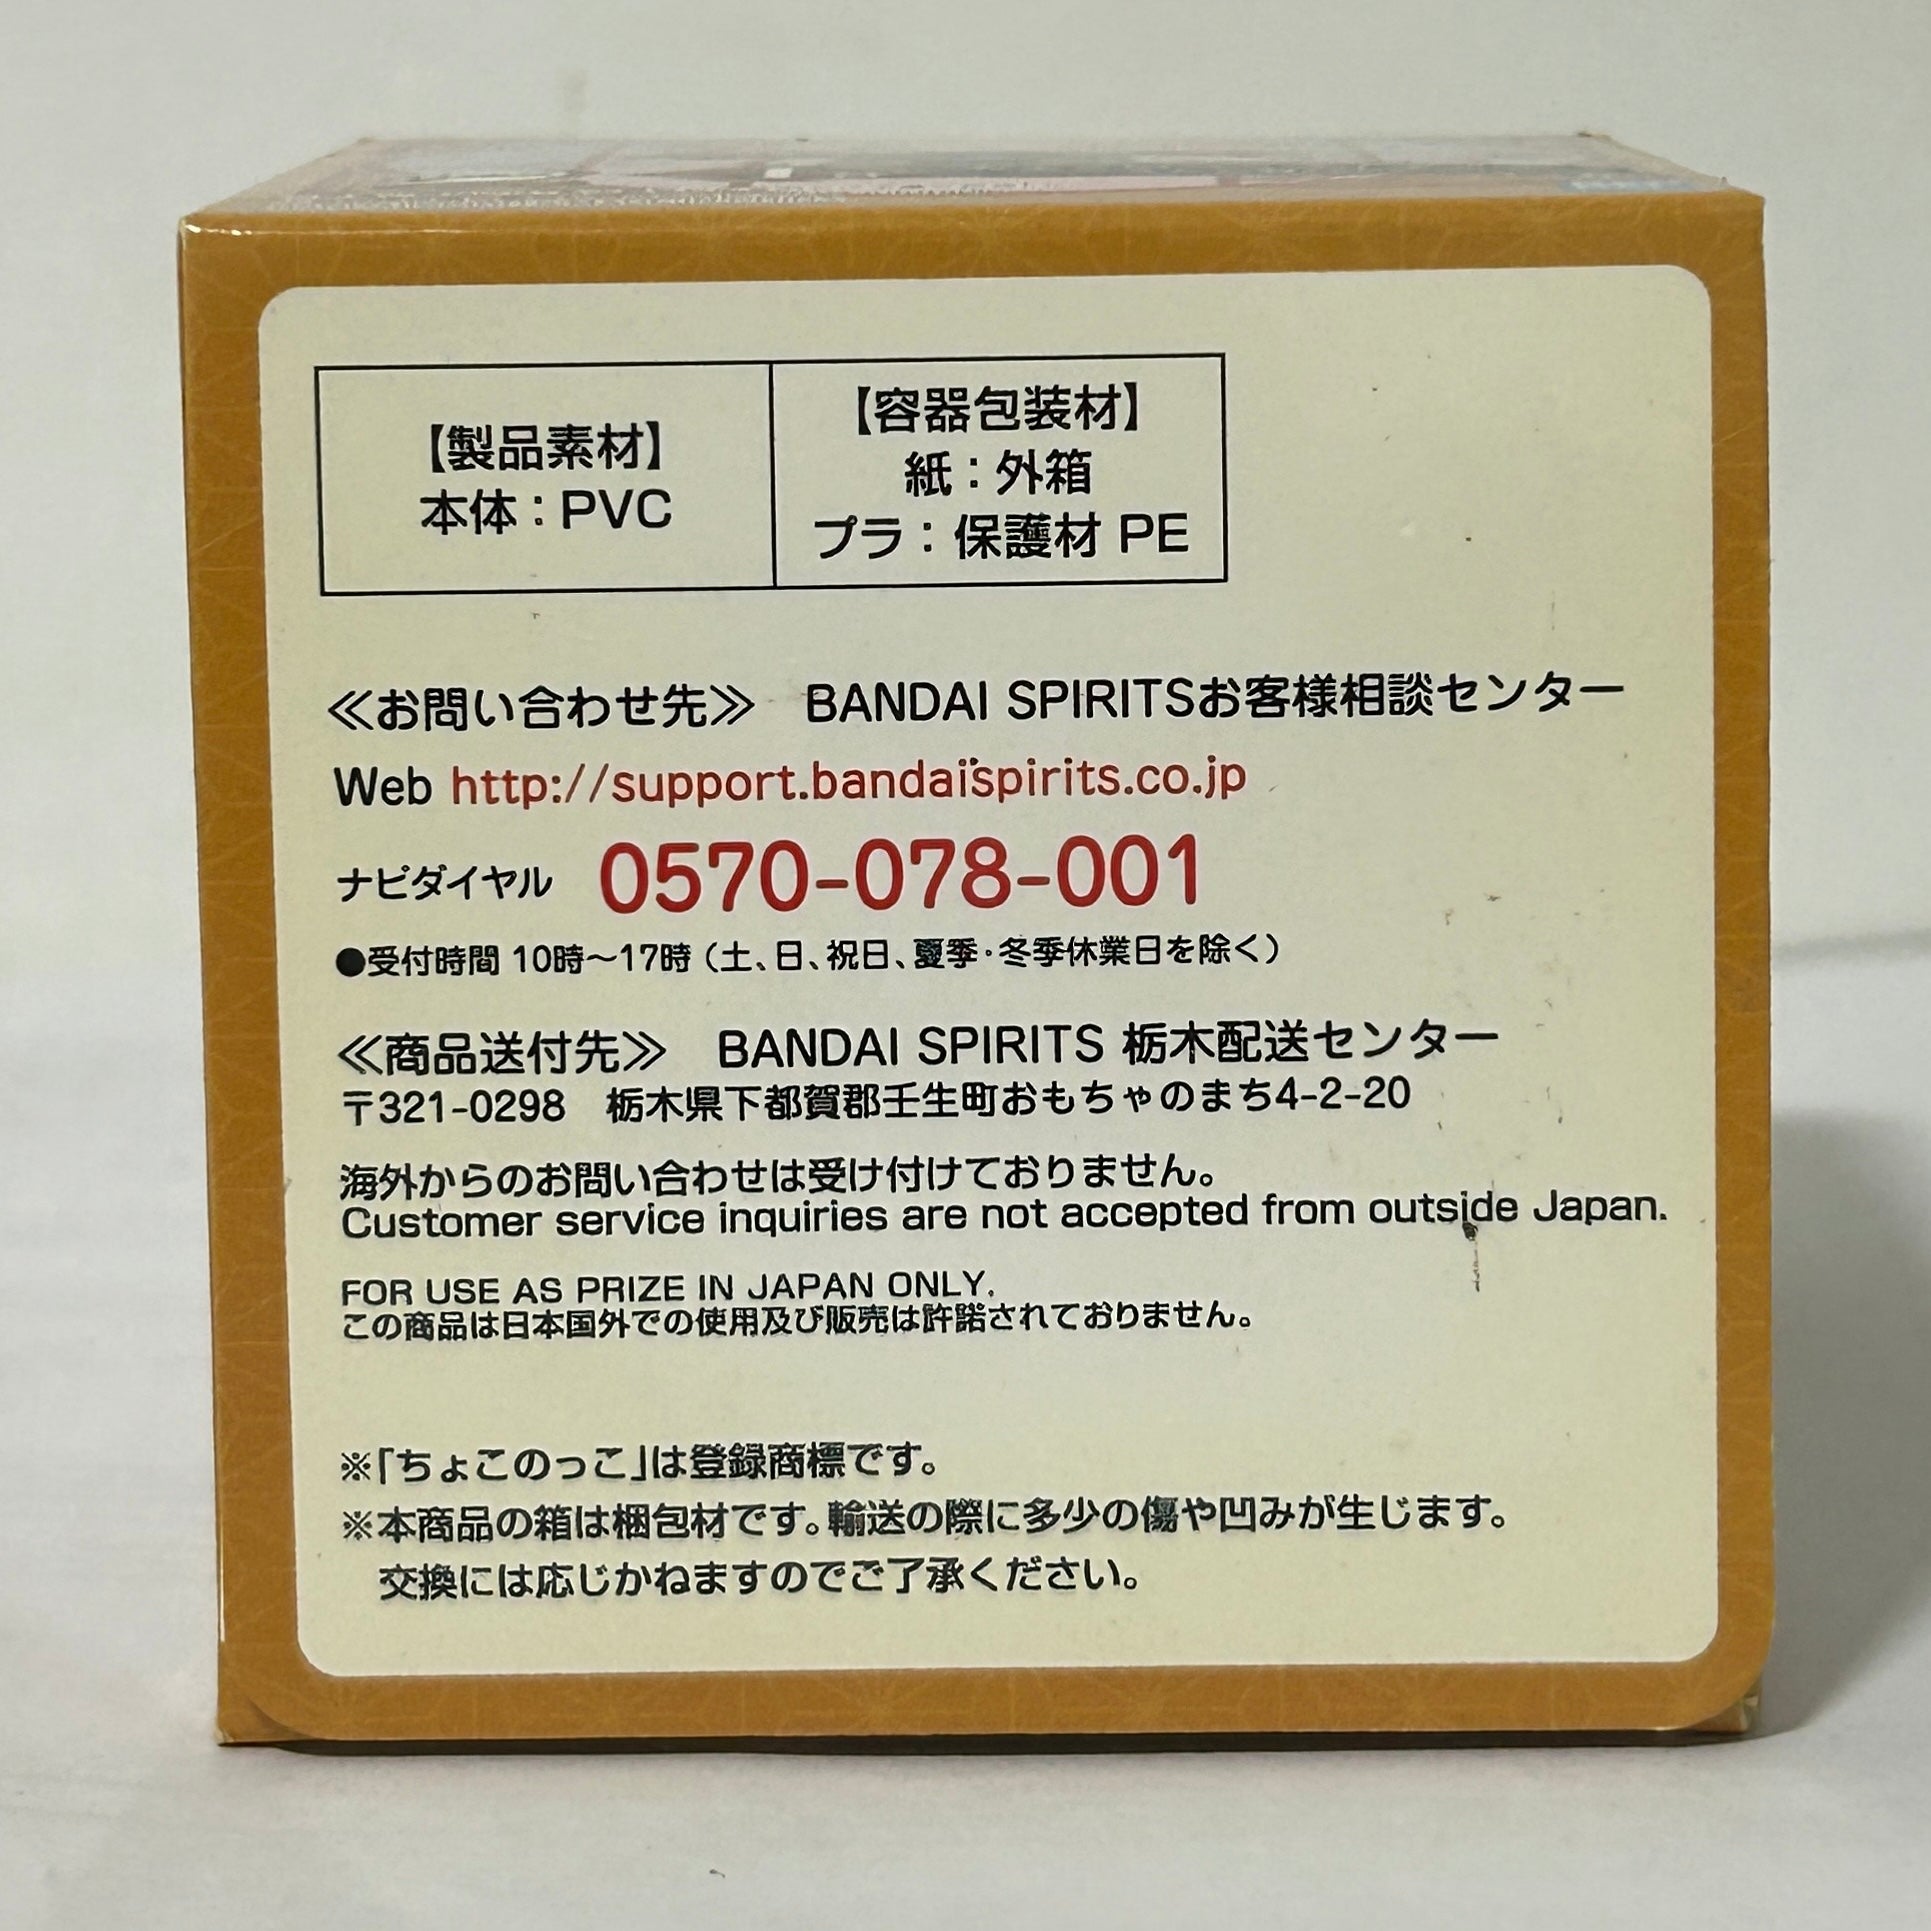 【製品素材】
本体：PVC
【容器包装材】
紙：外箱
プラ：保護材 PE
≪お問い合わせ先≫　BANDAI SPIRITSお客様相談センター
Web http://support.bandaispirits.co.jp
ナビダイヤル　0570-078-001
●受付時間 10時～17時（土、日、祝日、夏季・冬季休業日を除く）
≪商品送付先≫　BANDAI SPIRITS 栃木配送センター
〒321-0298　栃木県下都賀郡壬生町おもちゃのまち4-2-20
海外からのお問い合わせは受け付けておりません。
Customer service inquiries are not accepted from outside Japan.
FOR USE AS PRIZE IN JAPAN ONLY.
この商品は日本国外での使用及び販売は許諾されておりません。
※「ちょこのっこ」は登録商標です。
※本商品の箱は梱包材です。輸送の際に多少の傷や凹みが生じます。
交換には応じかねますのでご了承ください。